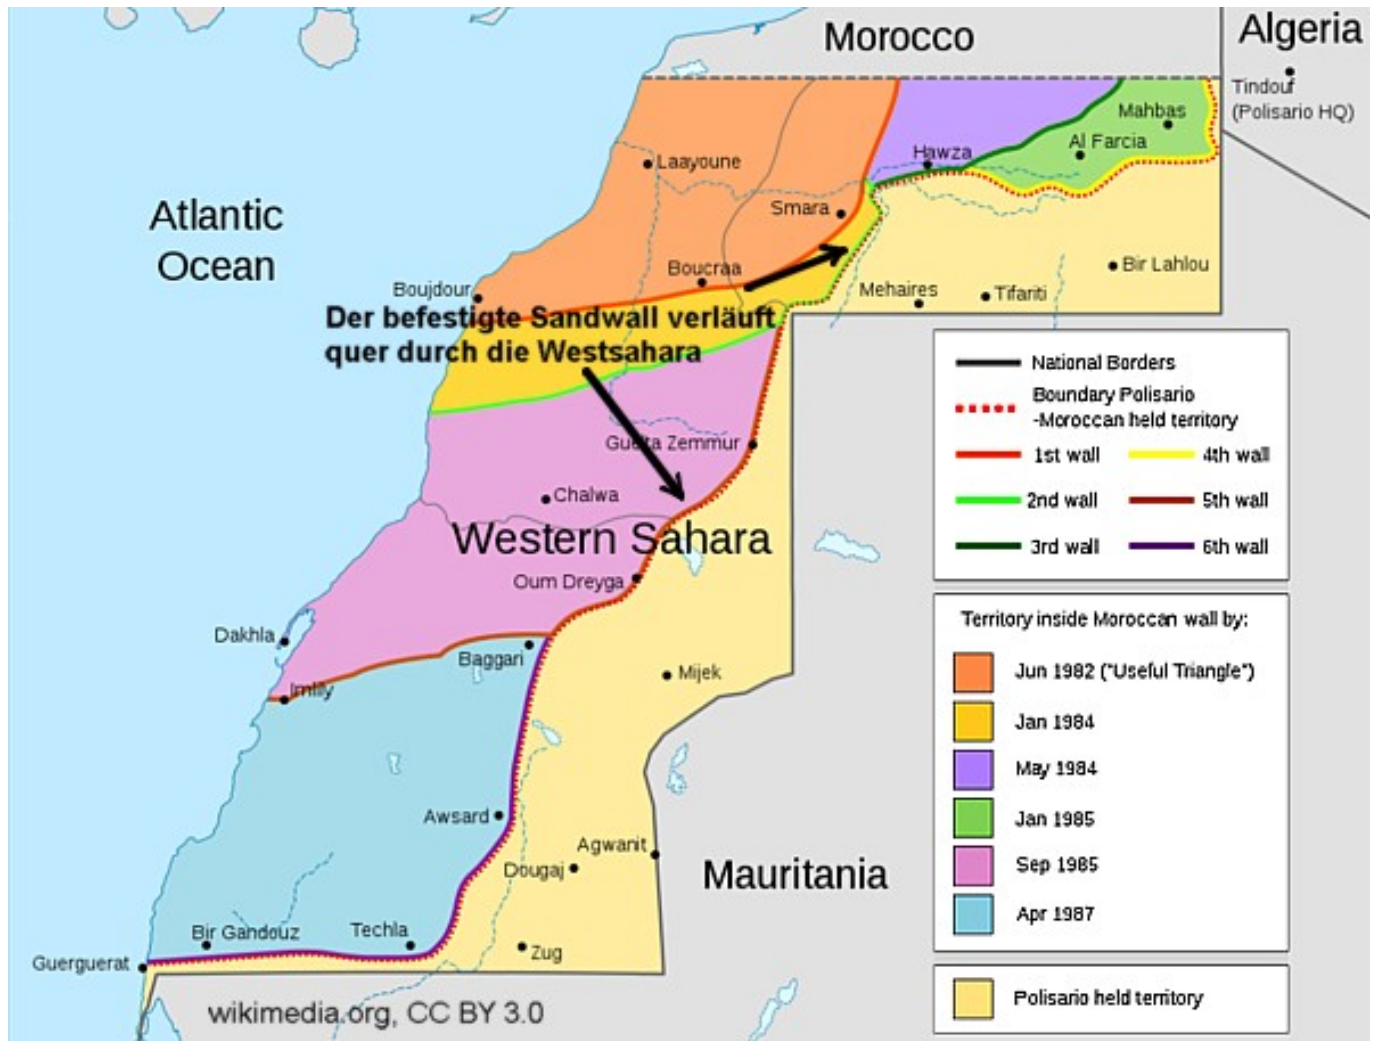 Morocco
Algeria
Tindouf
(Polisario HQ)
Mahbas
Al Farcia
Hawza
Laayoune
Smara
Atlantic
Ocean
Boucraa
Bir Lahlou
Boujdour
Mehaires
Tifariti
Der befestigte Sandwall verläuft
quer durch die Westsahara
National Borders
Boundary Polisario
-Moroccan held territory
1st wall
4th wall
2nd wall
5th wall
3rd wall
6th wall
Guelta Zemmur
Chalwa
Western Sahara
Oum Dreyga
Dakhla
Baggari
Imlily
Mijek
Territory inside Moroccan wall by:
Jun 1982 ("Useful Triangle")
Jan 1984
May 1984
Jan 1985
Sep 1985
Apr 1987
Awsard
Agwanit
Dougaj
Mauritania
Bir Gandouz
Techla
Zug
Guerguerat
Polisario held territory
wikimedia.org, CC BY 3.0